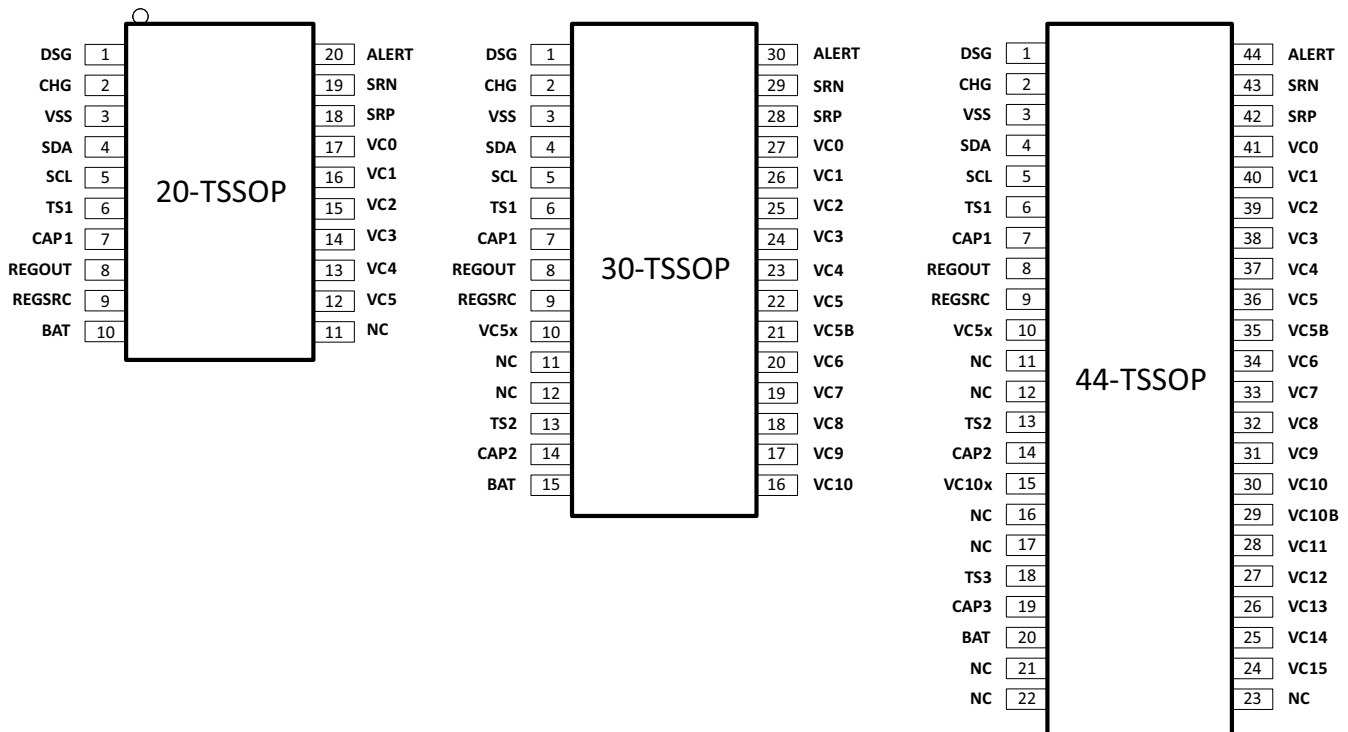 DSG 1 20 ALERT
CHG 2 19 SRN
VSS 3 18 SRP
SDA 4 17 VC0
SCL 5 16 VC1
TS1 6 15 VC2
CAP1 7 14 VC3
REGOUT 8 13 VC4
REGSRC 9 12 VC5
BAT 10 11 NC
20-TSSOP
DSG 1 30 ALERT
CHG 2 29 SRN
VSS 3 28 SRP
SDA 4 27 VC0
SCL 5 26 VC1
TS1 6 25 VC2
CAP1 7 24 VC3
REGOUT 8 23 VC4
REGSRC 9 22 VC5
VC5x 10 21 VC5B
NC 11 20 VC6
NC 12 19 VC7
TS2 13 18 VC8
CAP2 14 17 VC9
BAT 15 16 VC10
30-TSSOP
DSG 1 44 ALERT
CHG 2 43 SRN
VSS 3 42 SRP
SDA 4 41 VC0
SCL 5 40 VC1
TS1 6 39 VC2
CAP1 7 38 VC3
REGOUT 8 37 VC4
REGSRC 9 36 VC5
VC5x 10 35 VC5B
NC 11 34 VC6
NC 12 33 VC7
TS2 13 32 VC8
CAP2 14 31 VC9
VC10x 15 30 VC10
NC 16 29 VC10B
NC 17 28 VC11
TS3 18 27 VC12
CAP3 19 26 VC13
BAT 20 25 VC14
NC 21 24 VC15
NC 22 23 NC
44-TSSOP